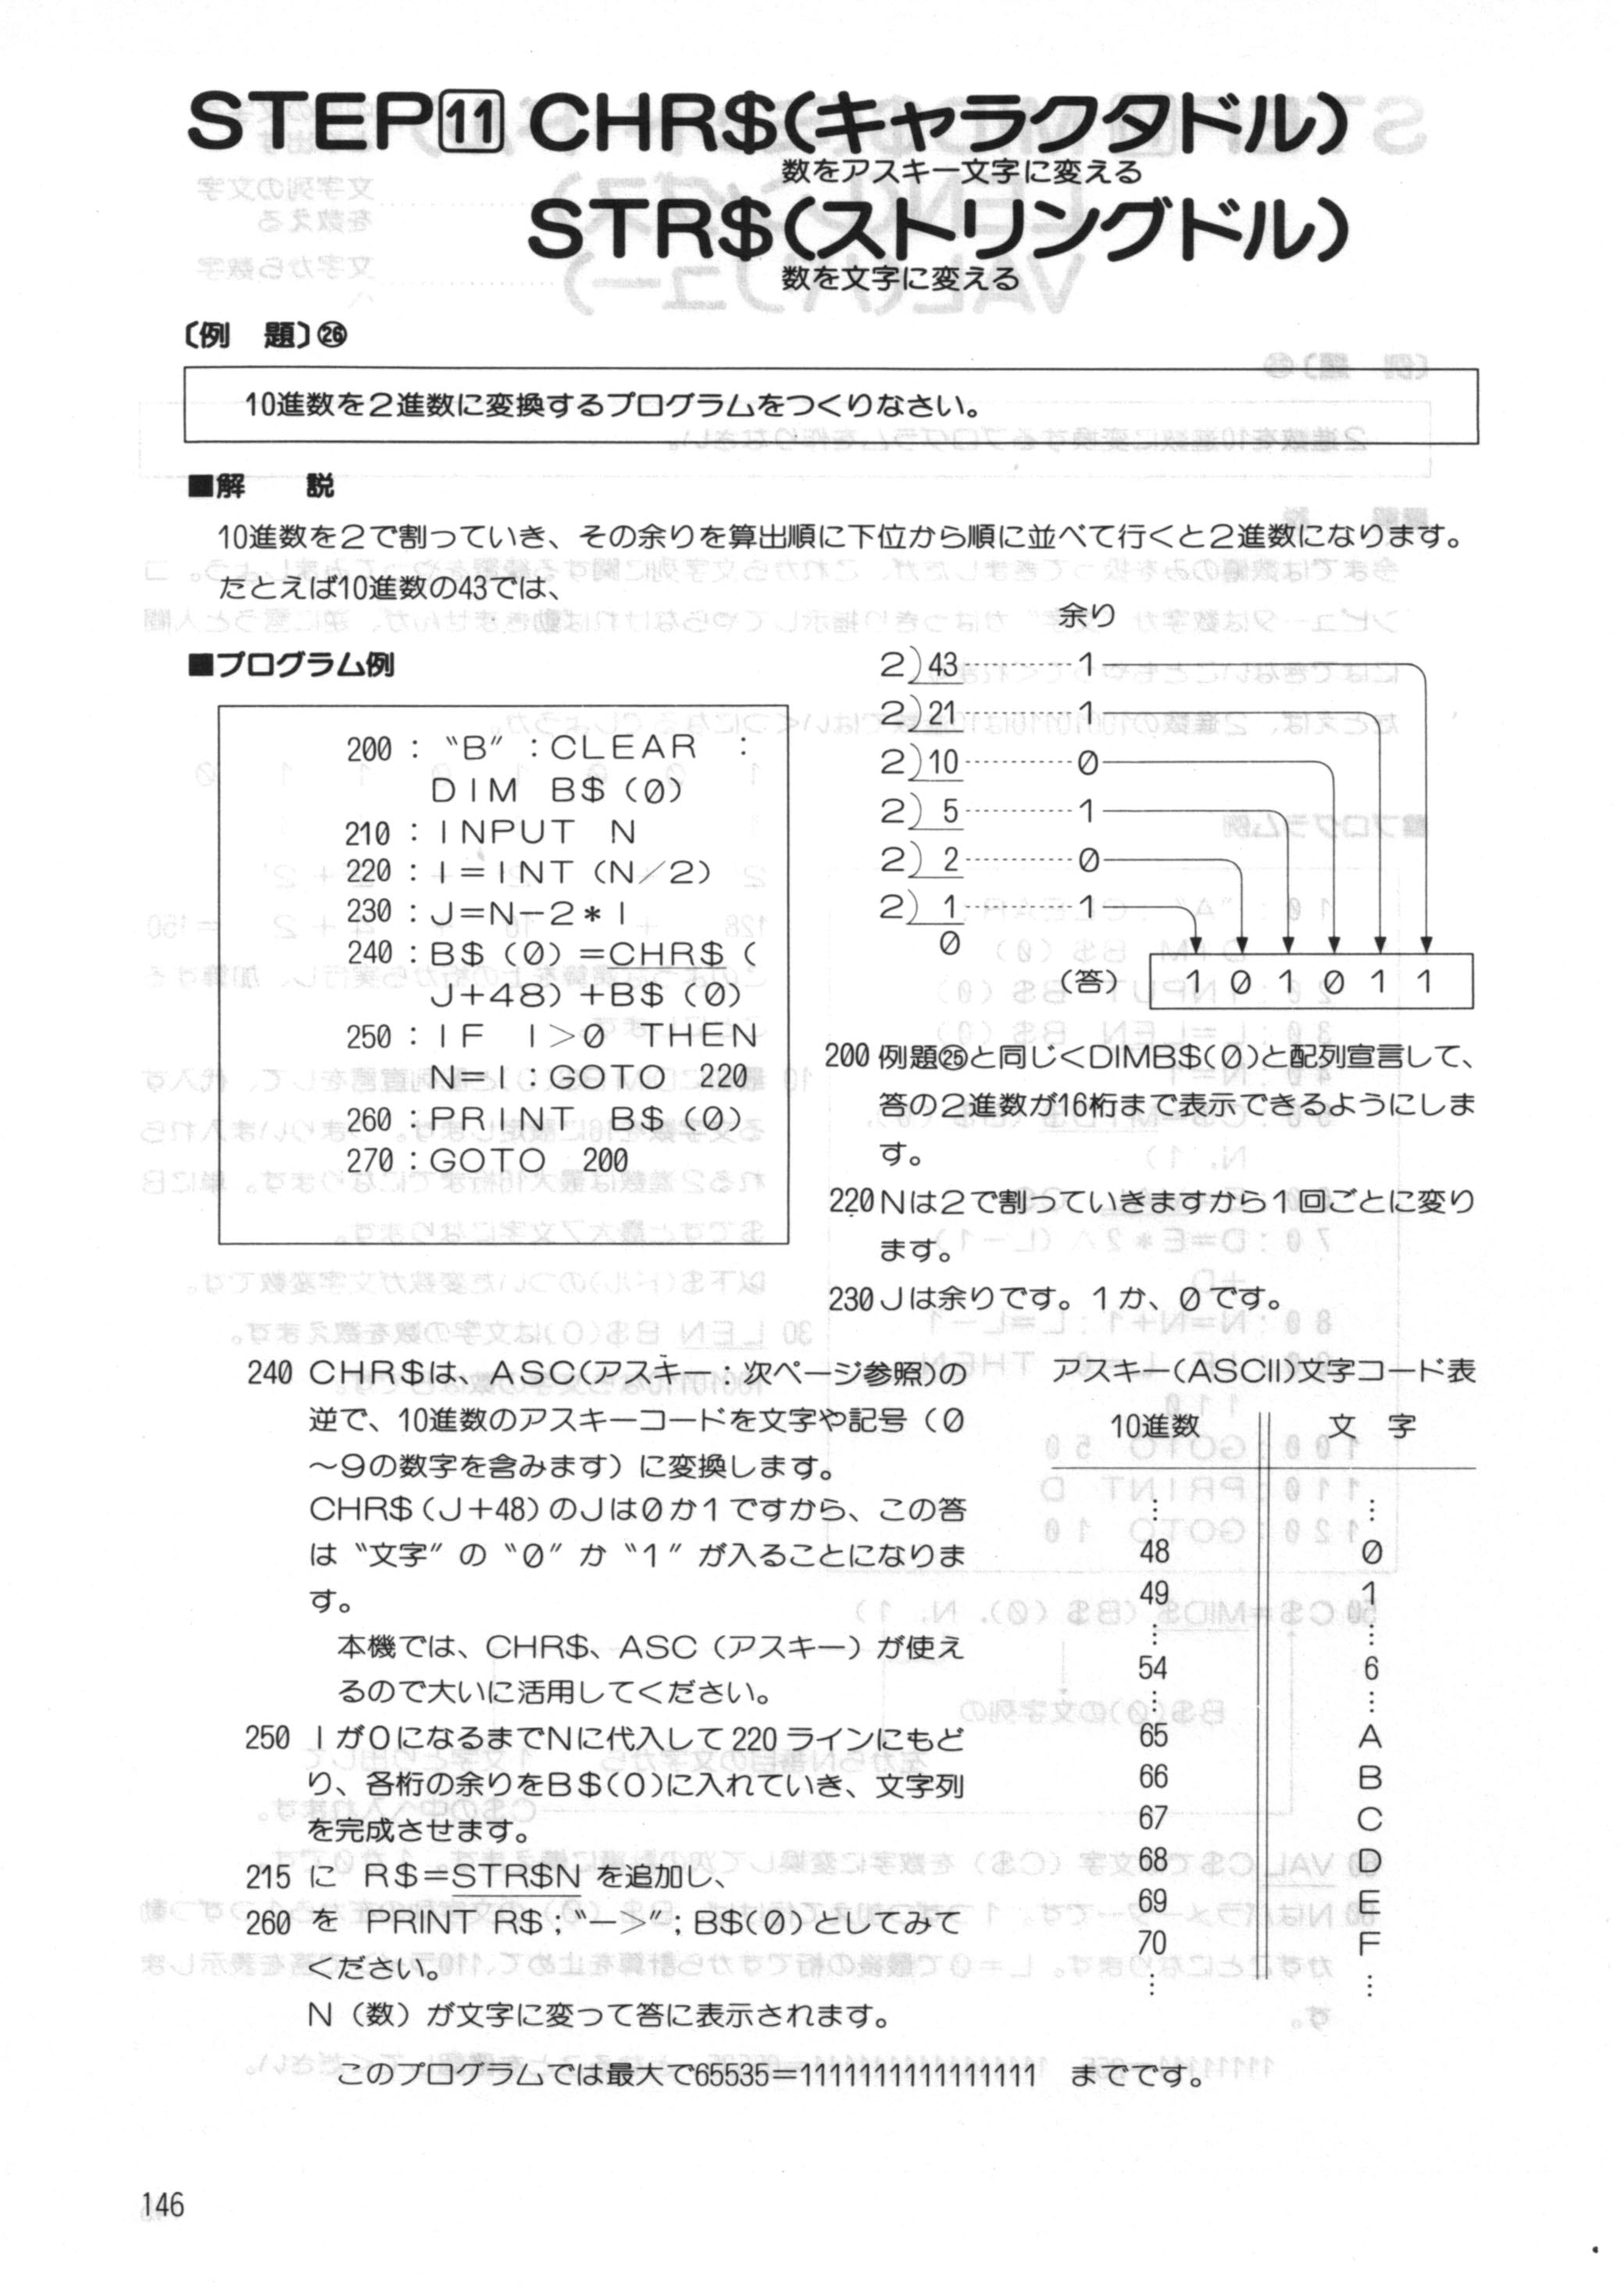 STEP11 CHR$(キャラクタドル)
数をアスキー文字に変える
STR$(ストリングドル)
数を文字に変える
〔例 題〕㉖
10進数を2進数に変換するプログラムをつくりなさい。
■解 説
10進数を2で割っていき、その余りを算出順に下位から順に並べて行くと2進数になります。
たとえば10進数の43では、
■プログラム例
200:〝B〟:CLEAR :
DIM B$(0)
210:INPUT N
220:I=INT(N/2)
230:J=N-2*I
240:B$(0)=CHR$(
J+48)+B$(0)
250:IF I>0 THEN
N=I:GOTO 220
260:PRINT B$(0)
270:GOTO 200
余り
2)43…………1
2)21…………1
2)10…………0
2) 5…………1
2) 2…………0
2) 1…………1
0
(答) 1 0 1 0 1 1
200 例題㉕と同じくDIMB$(0)と配列宣言して、
答の2進数が16桁まで表示できるようにしま
す。
220 Nは2で割っていきますから1回ごとに変り
ます。
230 Jは余りです。1か、0です。
240 CHR$は、ASC(アスキー:次ページ参照)の
逆で、10進数のアスキーコードを文字や記号(0
〜9の数字を含みます)に変換します。
CHR$(J+48)のJは0か1ですから、この答
は〝文字〟の〝0〟か〝1〟が入ることになりま
す。
本機では、CHR$、ASC(アスキー)が使え
るので大いに活用してください。
250 Iが0になるまでNに代入して220ラインにもど
り、各桁の余りをB$(0)に入れていき、文字列
を完成させます。
215 に R$=STR$N を追加し、
260 を PRINT R$;〝ー>〟;B$(0)としてみて
ください。
N(数)が文字に変って答に表示されます。
このプログラムでは最大で65535=1111111111111111 までです。
アスキー(ASCII)文字コード表
10進数 文 字
⋮ ⋮
48 0
49 1
⋮ ⋮
54 6
⋮ ⋮
65 A
66 B
67 C
68 D
69 E
70 F
⋮ ⋮
146